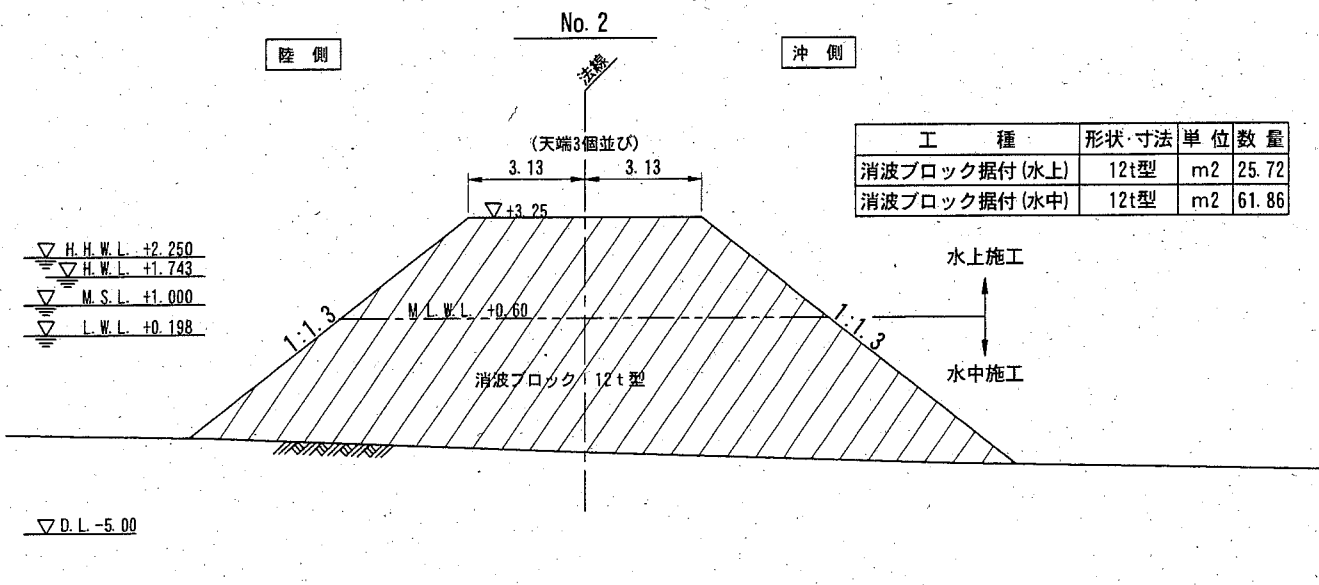 No. 2
陸 側
沖 側
法線
(天端3個並び)
3.13
3.13
工 種 形状・寸法 単 位 数 量
消波ブロック据付(水上) 12t型 m2 25.72
消波ブロック据付(水中) 12t型 m2 61.86
▽ +3.25
▽ H.H.W.L. +2.250
▽ H.W.L. +1.743
▽ M.S.L. +1.000
▽ L.W.L. +0.198
M.L.W.L. +0.60
1:1.3
1:1.3
水上施工
水中施工
消波ブロック 12t型
▽ D.L.-5.00